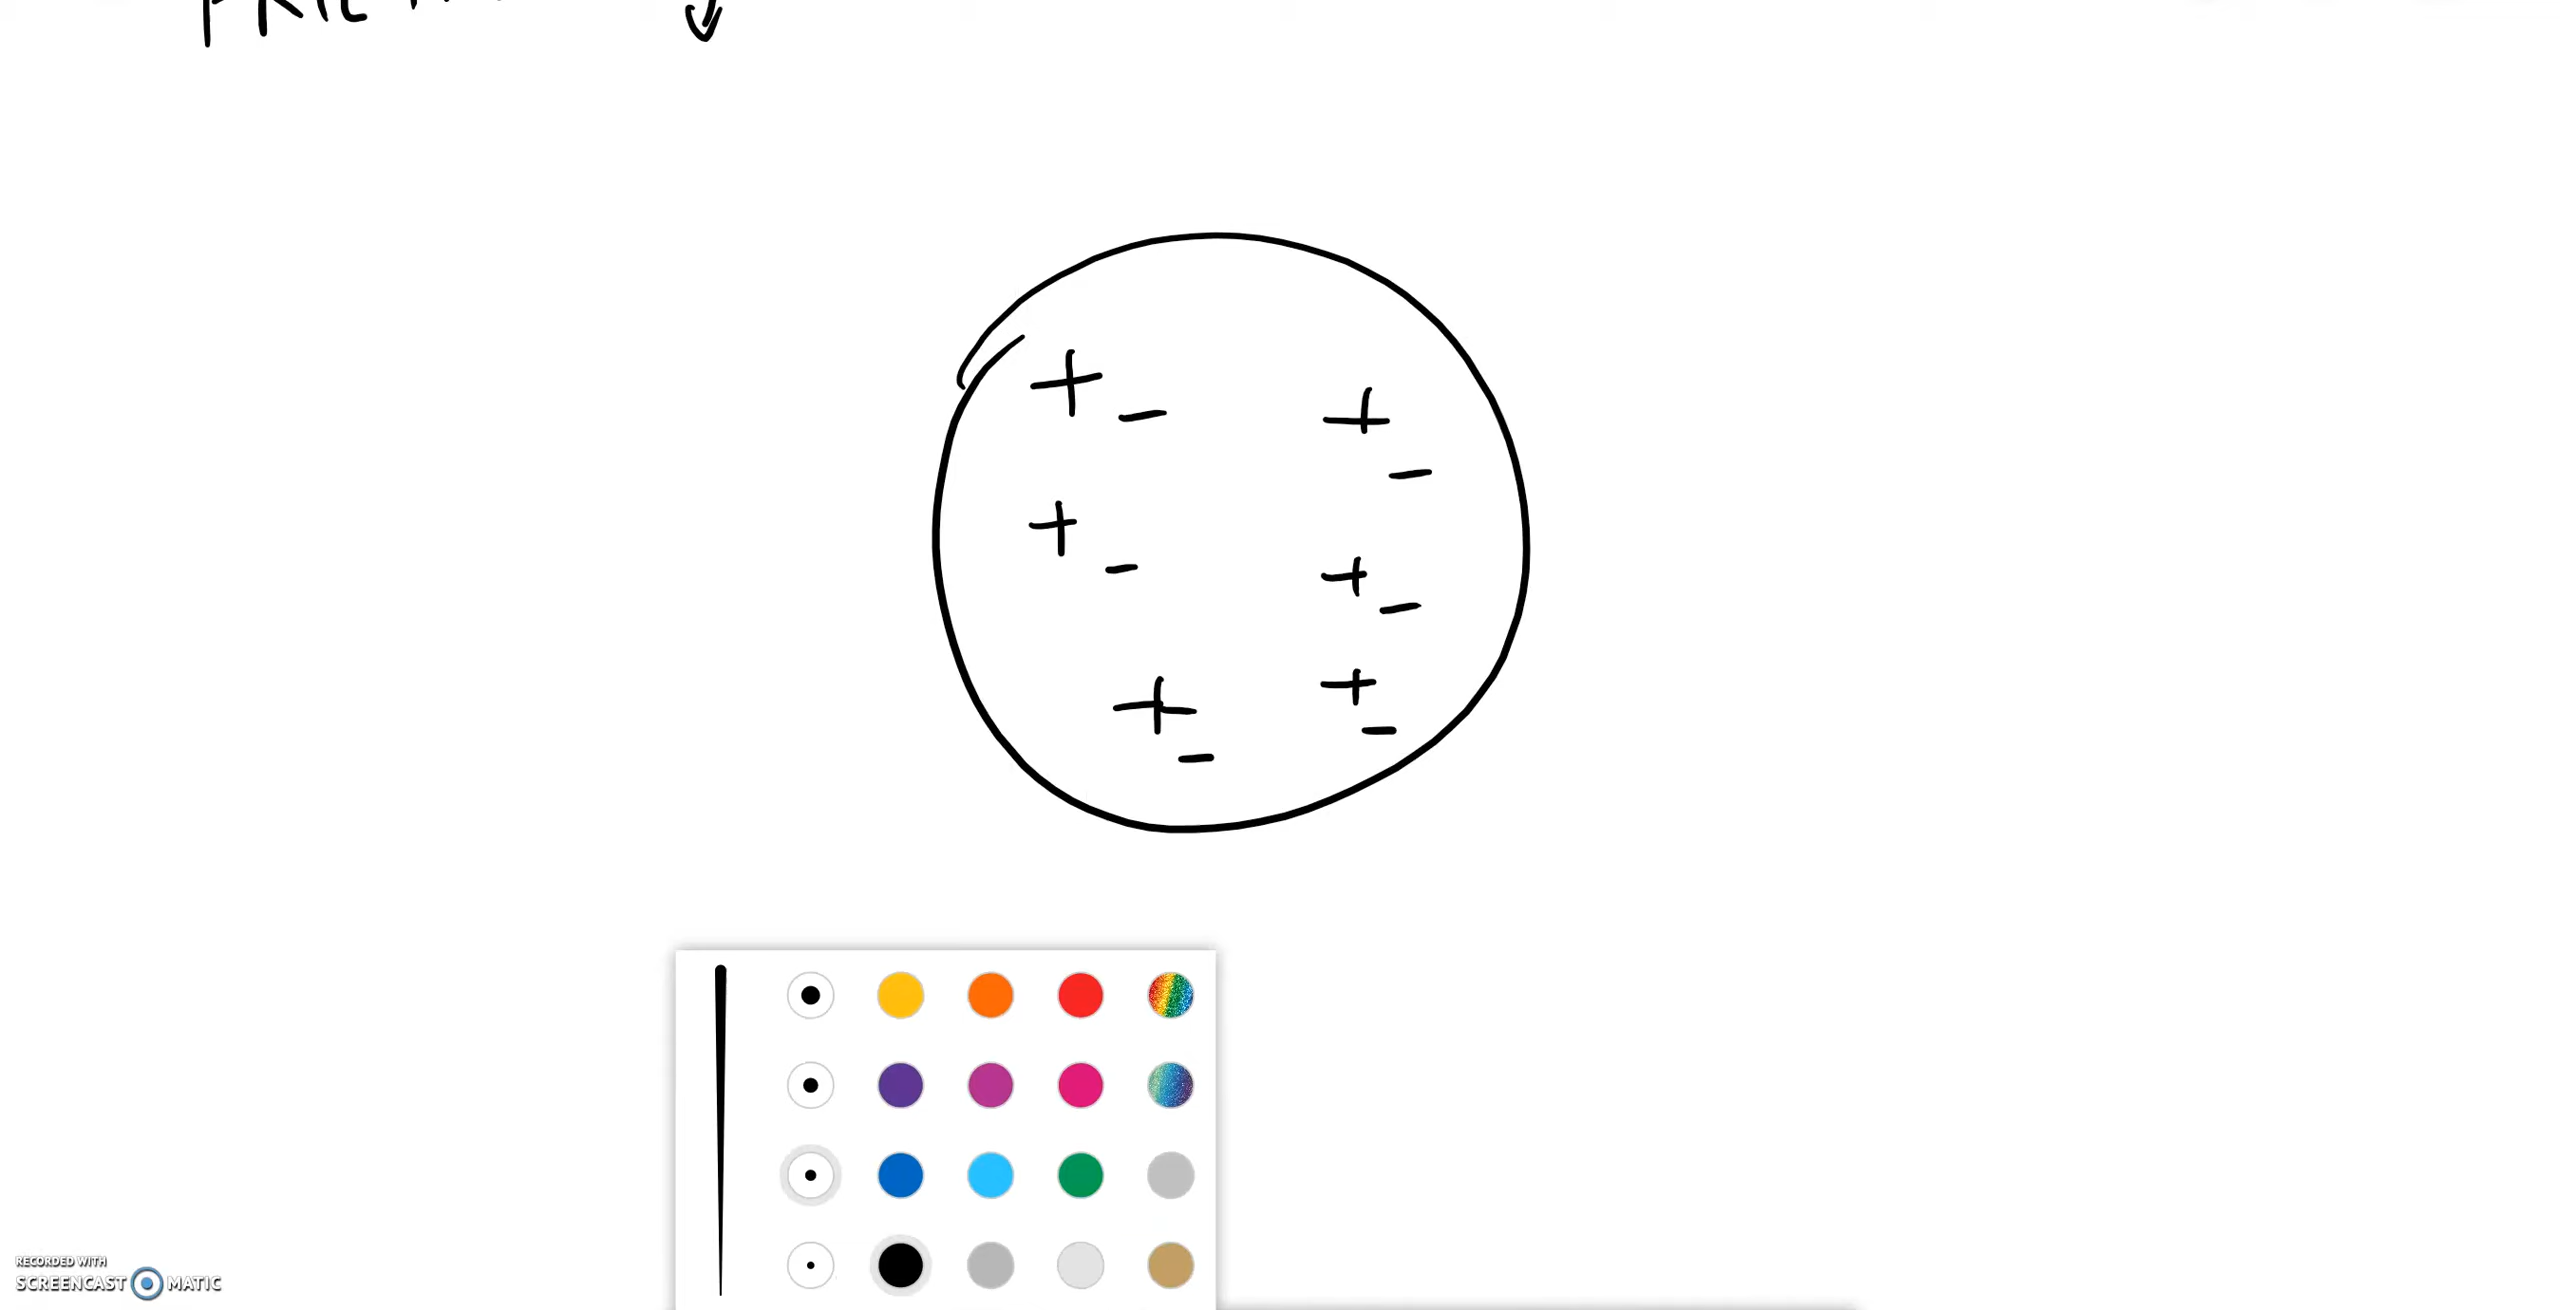 + - +
-
+ -
+ -
+ +
- -
RECORDED WITH
SCREENCAST MATIC